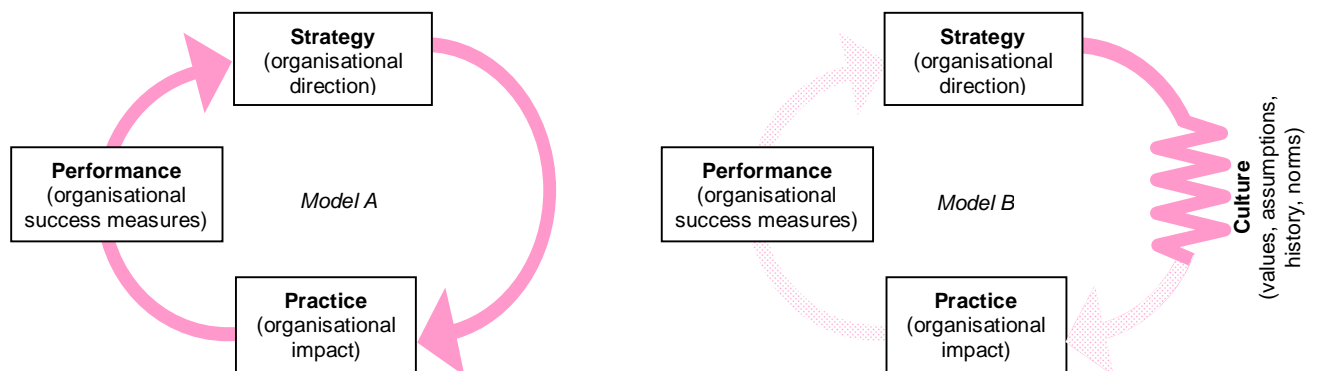 Strategy
(organisational
direction)
Performance
(organisational
success measures)
Model A
Practice
(organisational
impact)
Strategy
(organisational
direction)
Performance
(organisational
success measures)
Model B
Culture
(values, assumptions,
history, norms)
Practice
(organisational
impact)